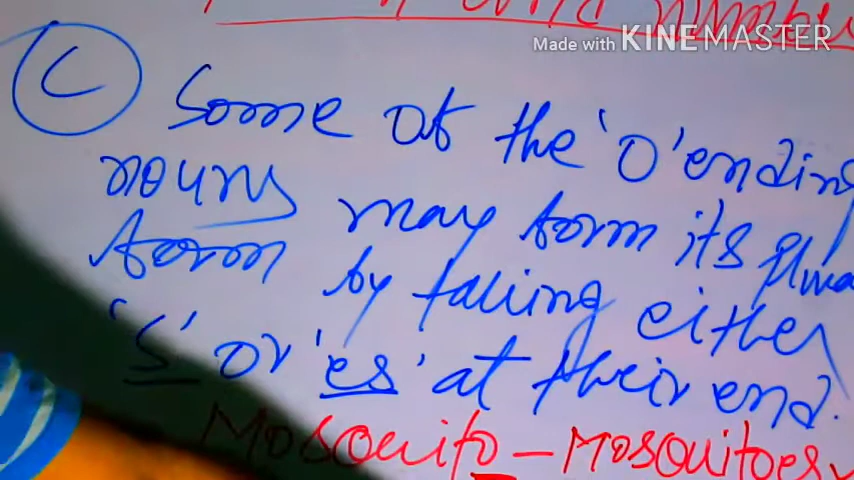 Made with KINEMASTER
C Some of the 'O' ending
nouns may form its plura
form by taking either
'S' or 'es' at their end.
Mosquito - Mosquitoes